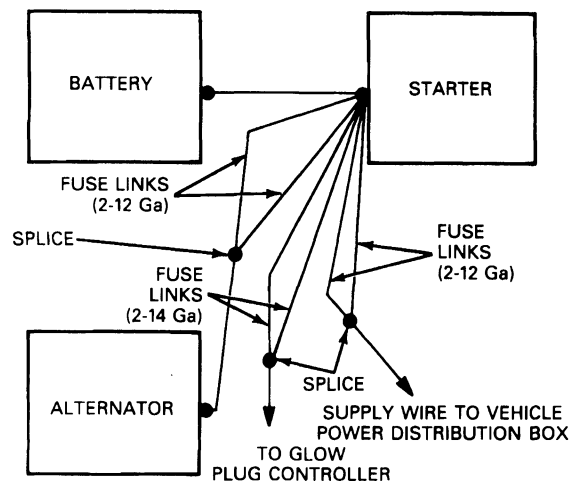 BATTERY
STARTER
FUSE LINKS
(2-12 Ga)
SPLICE
FUSE
LINKS
(2-14 Ga)
FUSE
LINKS
(2-12 Ga)
SPLICE
ALTERNATOR
TO GLOW
PLUG CONTROLLER
SUPPLY WIRE TO VEHICLE
POWER DISTRIBUTION BOX